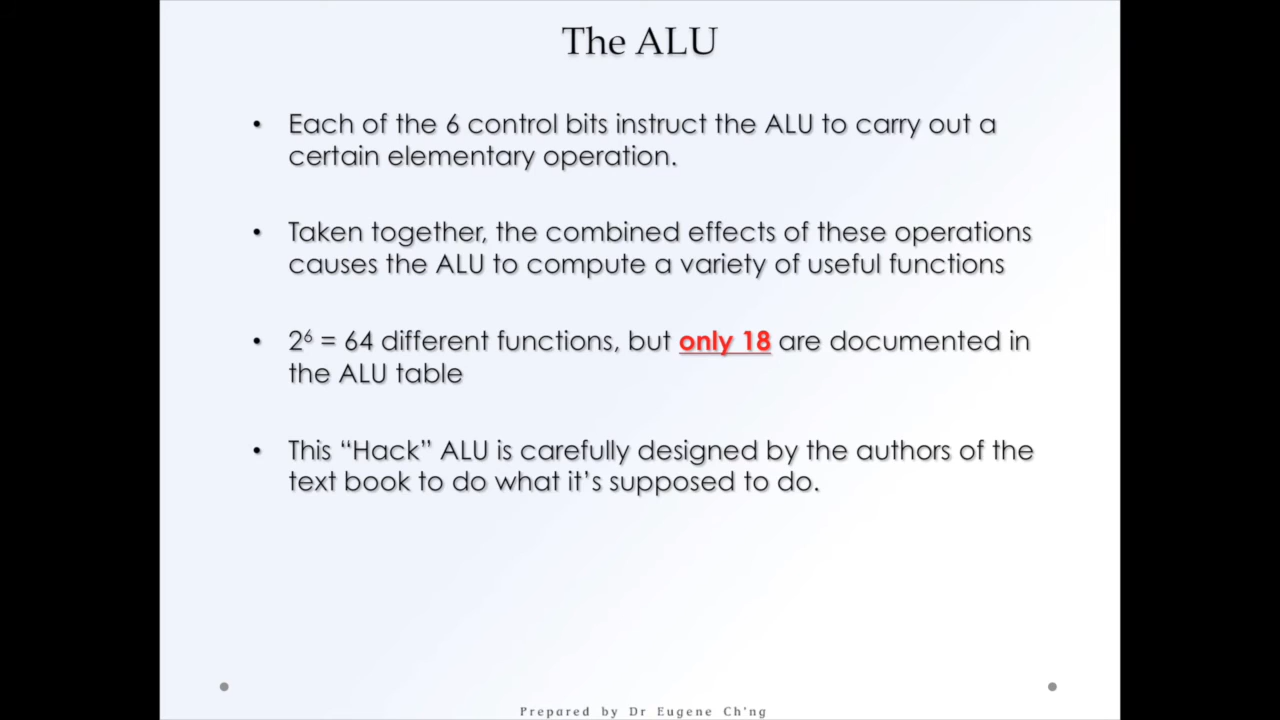 The ALU
• Each of the 6 control bits instruct the ALU to carry out a
certain elementary operation.
• Taken together, the combined effects of these operations
causes the ALU to compute a variety of useful functions
• 2⁶ = 64 different functions, but only 18 are documented in
the ALU table
• This “Hack” ALU is carefully designed by the authors of the
text book to do what it’s supposed to do.
Prepared by Dr Eugene Ch'ng